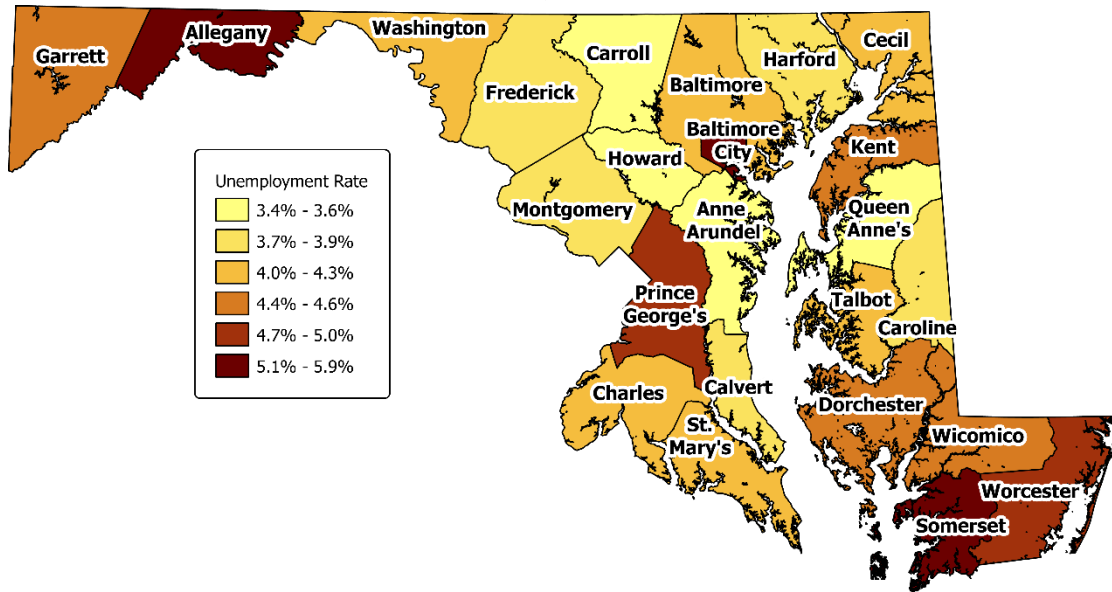 Garrett
Allegany
Washington
Frederick
Carroll
Baltimore
Harford
Cecil
Baltimore
City
Howard
Montgomery
Anne
Arundel
Kent
Queen
Anne's
Prince
George's
Talbot
Caroline
Charles
Calvert
St.
Mary's
Dorchester
Wicomico
Worcester
Somerset
Unemployment Rate
3.4% - 3.6%
3.7% - 3.9%
4.0% - 4.3%
4.4% - 4.6%
4.7% - 5.0%
5.1% - 5.9%